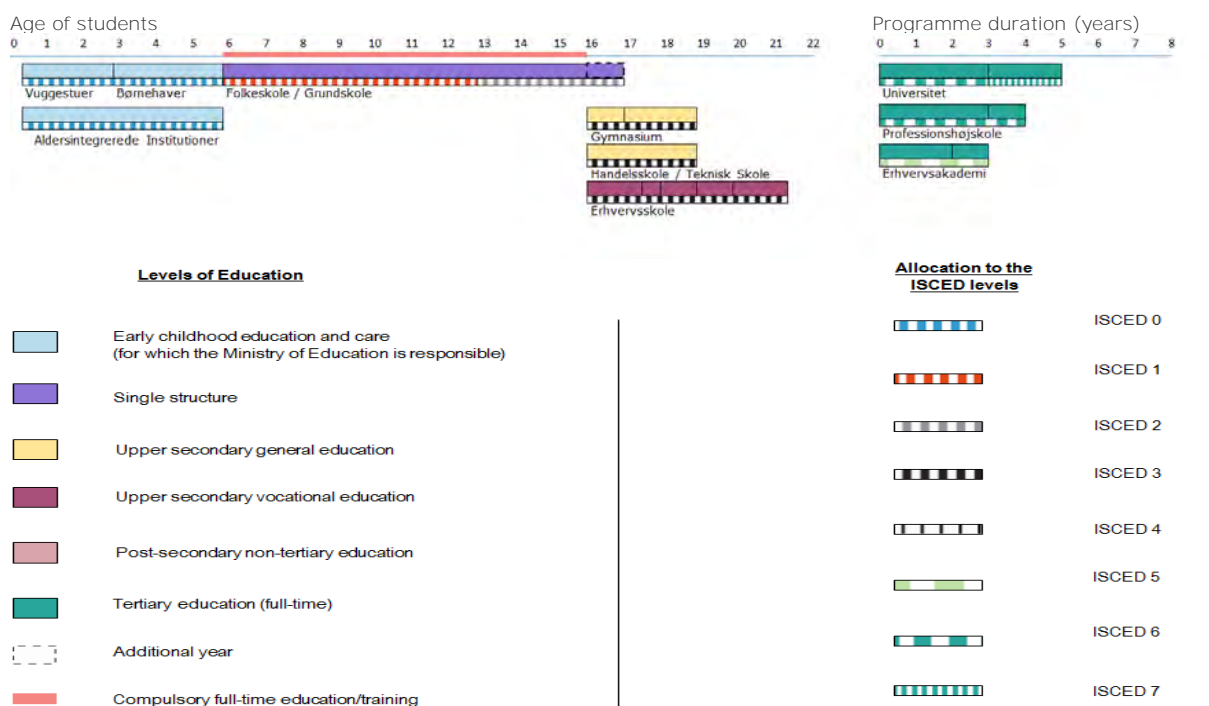 Age of students
Programme duration (years)
0 1 2 3 4 5 6 7 8 9 10 11 12 13 14 15 16 17 18 19 20 21 22
0 1 2 3 4 5 6 7 8
Vuggestuer Børnehaver Folkeskole / Grundskole
Universitet
Aldersintegrerede Institutioner
Gymnasium
Professionshøjskole
Handelsskole / Teknisk Skole
Erhvervsakademi
Erhvervsskole
Levels of Education
Early childhood education and care
(for which the Ministry of Education is responsible)
Single structure
Upper secondary general education
Upper secondary vocational education
Post-secondary non-tertiary education
Tertiary education (full-time)
Additional year
Compulsory full-time education/training
Allocation to the
ISCED levels
ISCED 0
ISCED 1
ISCED 2
ISCED 3
ISCED 4
ISCED 5
ISCED 6
ISCED 7